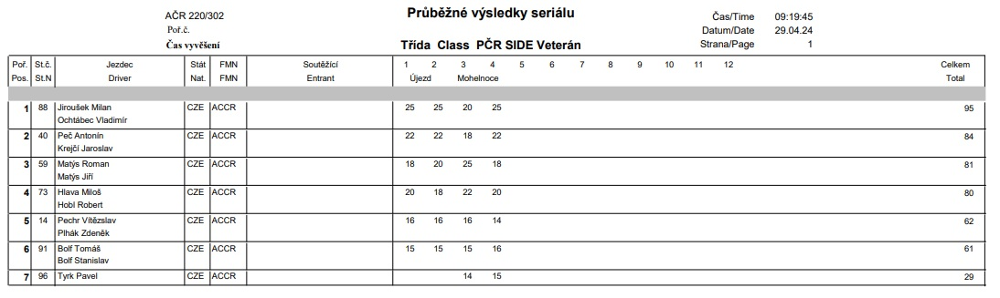 AČR 220/302 Průběžné výsledky seriálu Čas/Time 09:19:45
Poř.č. Datum/Date 29.04.24
Čas vyvěšení Třída Class PČR SIDE Veterán Strana/Page 1
Poř. St.č. Jezdec Stát FMN Soutěžící 1 2 3 4 5 6 7 8 9 10 11 12 Celkem
Pos. St.N Driver Nat. FMN Entrant Újezd Mohelnoce Total
1 88 Jiroušek Milan CZE ACCR 25 25 20 25 95
Ochtábec Vladimír
2 40 Peč Antonín CZE ACCR 22 22 18 22 84
Krejčí Jaroslav
3 59 Matýs Roman CZE ACCR 18 20 25 18 81
Matýs Jiří
4 73 Hlava Miloš CZE ACCR 20 18 22 20 80
Hobl Robert
5 14 Pechr Vítězslav CZE ACCR 16 16 16 14 62
Plhák Zdeněk
6 91 Bolf Tomáš CZE ACCR 15 15 15 16 61
Bolf Stanislav
7 96 Tyrk Pavel CZE ACCR 14 15 29